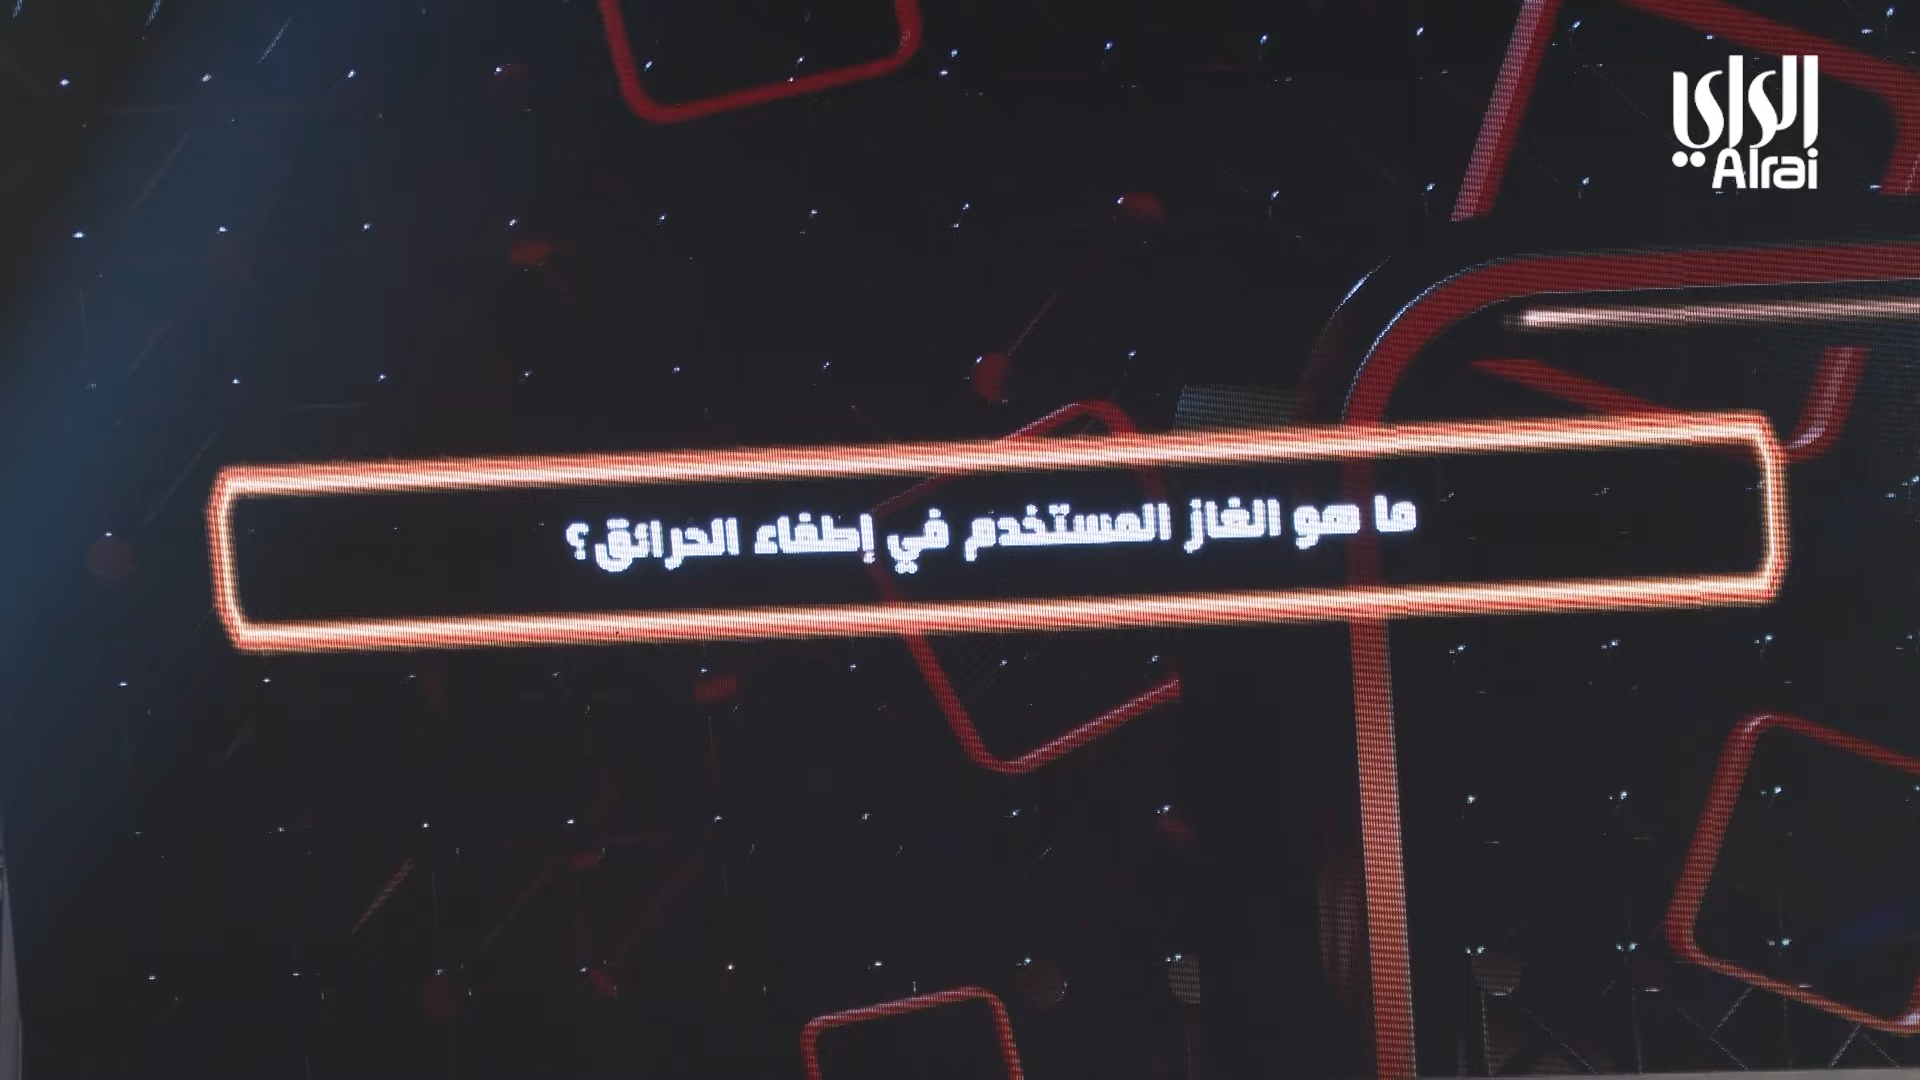 الراي
Alrai
ما هو الغاز المستخدم في إطفاء الحرائق؟